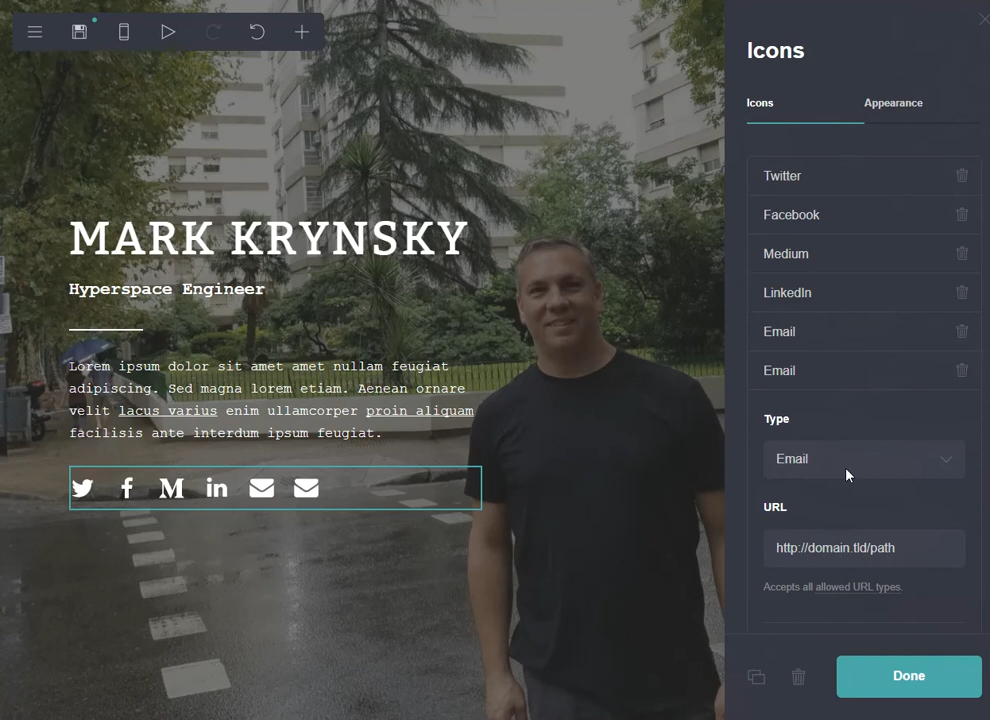 Icons
Icons
Appearance
Twitter
Facebook
Medium
LinkedIn
Email
Email
Type
Email
URL
http://domain.tld/path
Accepts all allowed URL types.
Done
MARK KRYNSKY
Hyperspace Engineer
Lorem ipsum dolor sit amet amet nullam feugiat
adipiscing. Sed magna lorem etiam. Aenean ornare
velit lacus varius enim ullamcorper proin aliquam
facilisis ante interdum ipsum feugiat.